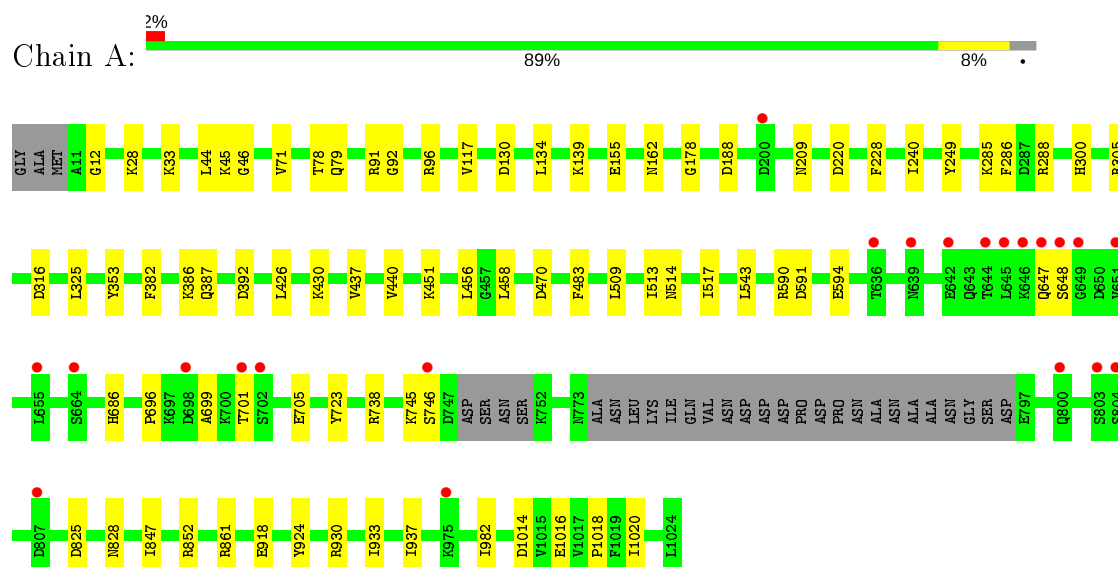 2%
Chain A:
89% 8% •
GLY ALA MET A11 G12 K28 K33 L44 K45 G46 V71 T78 Q79 R91 G92 R96 V117 D130 L134 K139 E155 N162 G178 D188 D200 N209 D220 F228 I240 Y249 K285 F286 D287 R288 H300
D316 L325 Y353 F382 K386 Q387 D392 L426 K430 V437 V440 K451 L456 G457 L458 D470 F483 L509 I513 N514 I517 L543 R590 D591 E594 T636 N639 E642 Q643 T644 L645 K646 Q647 S648 G649 D650
L655 S664 H686 P696 K697 D698 A699 K700 T701 S702 E705 Y723 R738 K745 S746 D747 ASP SER ASN SER K752 N773 ALA ASN LEU LYS ILE GLN VAL ASN ASP ASP ASP PRO ASP PRO ASN ALA ASN ALA ALA ASN GLY SER ASP E797 Q800 S803
D807 D825 N828 I847 R852 R861 E918 Y924 R930 I933 I937 K975 I982 D1014 V1015 E1016 V1017 P1018 F1019 I1020 L1024